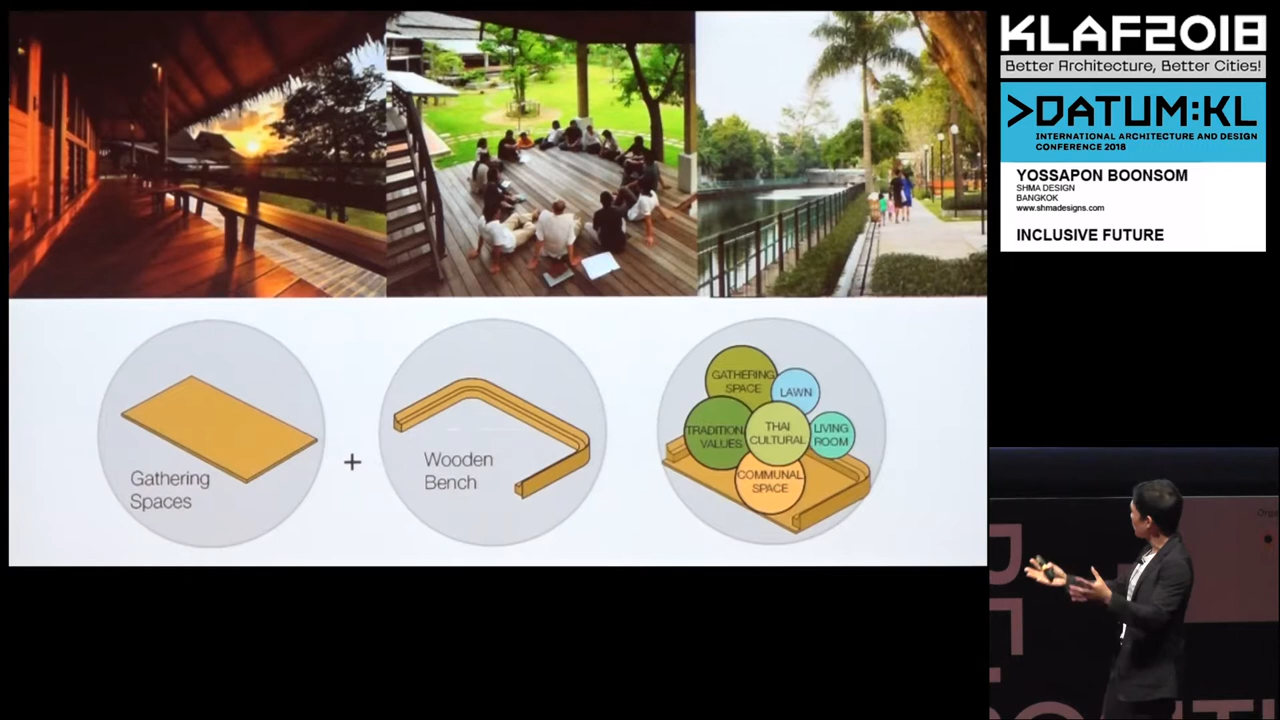 KLAF2018
Better Architecture, Better Cities!
>DATUM:KL
INTERNATIONAL ARCHITECTURE AND DESIGN
CONFERENCE 2018
YOSSAPON BOONSOM
SHMA DESIGN
BANGKOK
www.shmadesigns.com
INCLUSIVE FUTURE
Gathering
Spaces
+
Wooden
Bench
GATHERING
SPACE
LAWN
TRADITION
VALUES
THAI
CULTURAL
LIVING
ROOM
COMMUNAL
SPACE